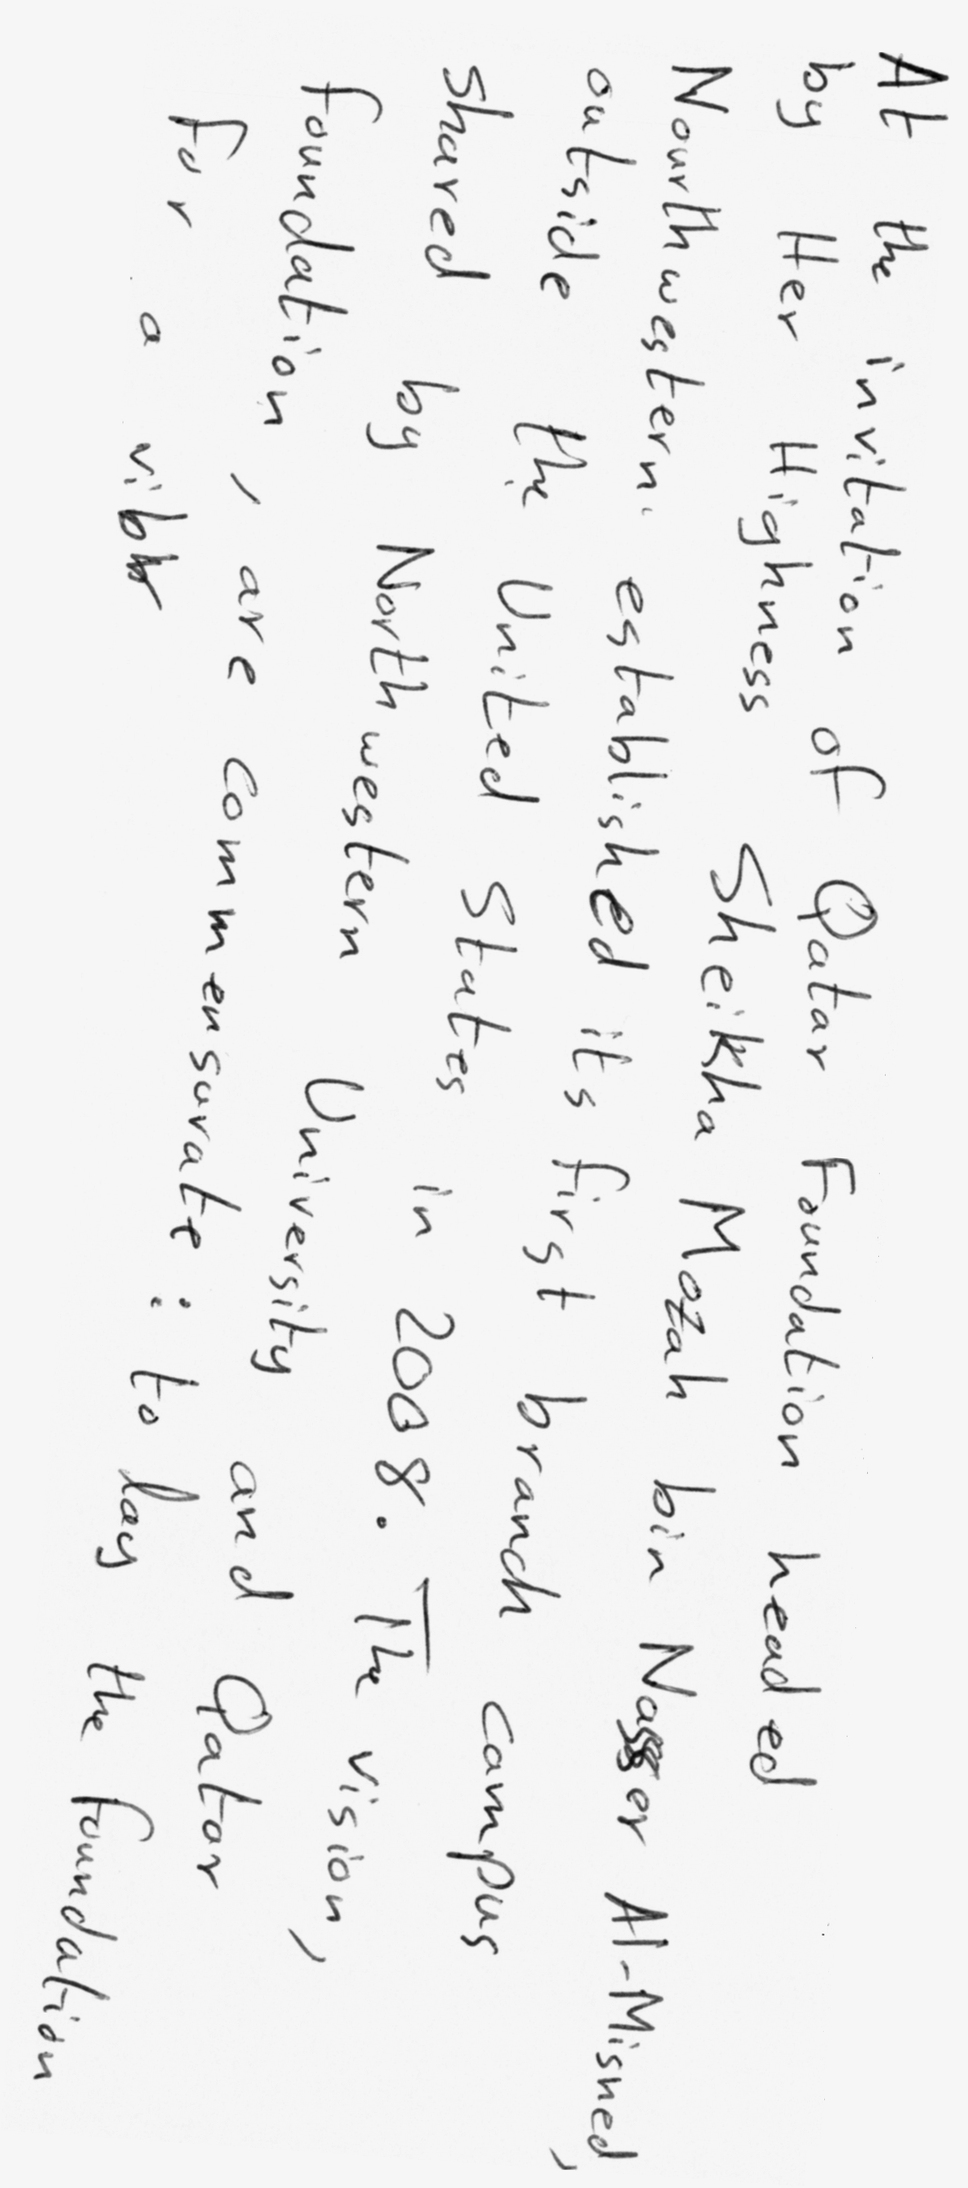 At the invitation of Qatar Foundation headed
by Her Highness Sheikha Mozah bin Nasser Al-Misned,
Nourthwestern. established its first branch campus
outside the United States in 2008. The vision,
shared by Northwestern University and Qatar
foundation, are commensurate: to lay the foundation
for a vibr